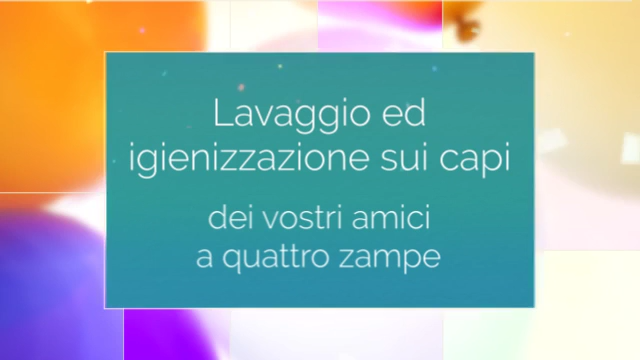 Lavaggio ed
igienizzazione sui capi
dei vostri amici
a quattro zampe